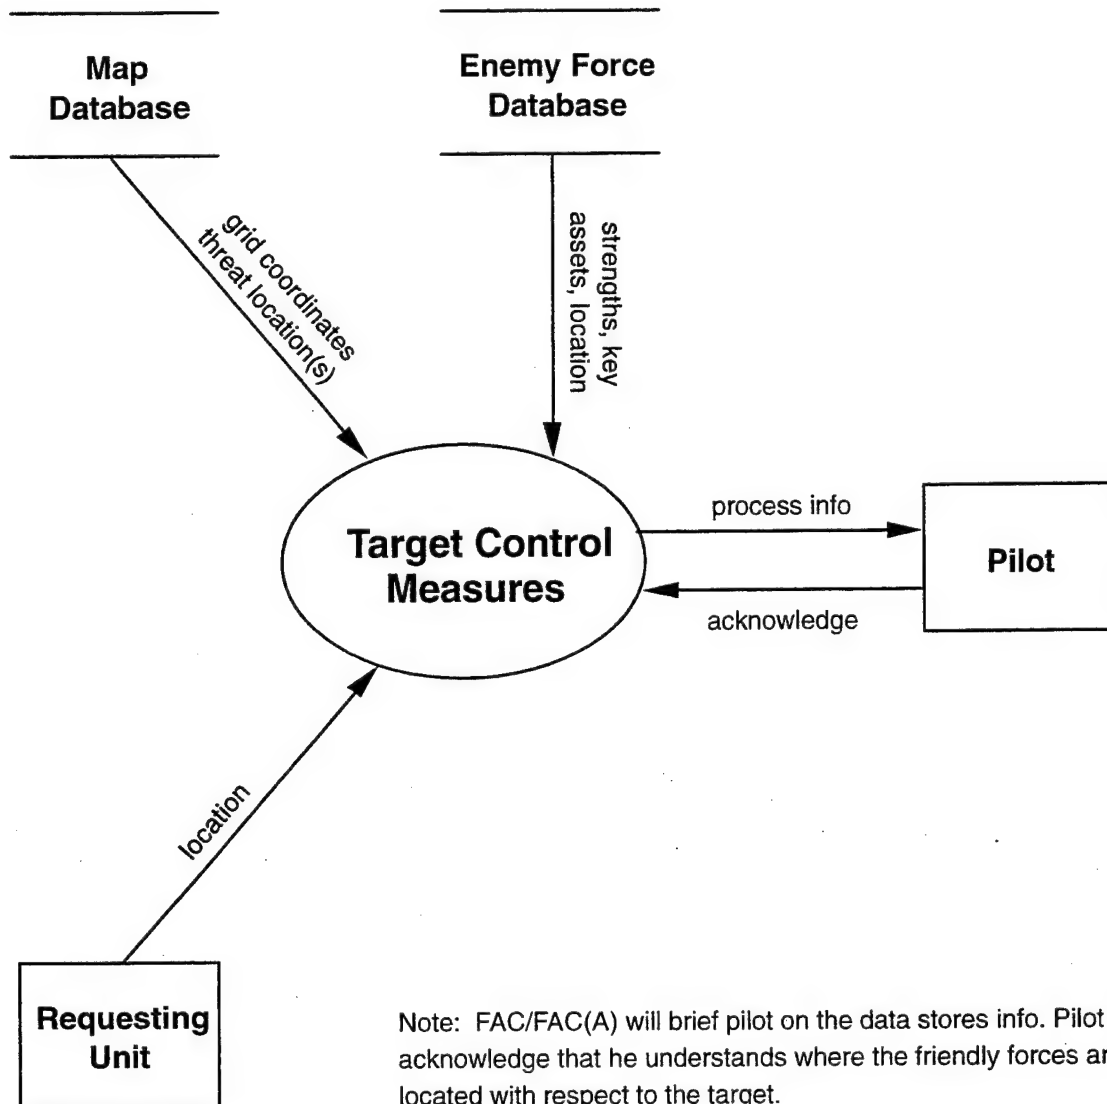 Map
Database
Enemy Force
Database
grid coordinates
threat location(s)
strengths, key
assets, location
Target Control
Measures
process info
acknowledge
Pilot
location
Requesting
Unit
Note: FAC/FAC(A) will brief pilot on the data stores info. Pilot
acknowledge that he understands where the friendly forces
located with respect to the target.